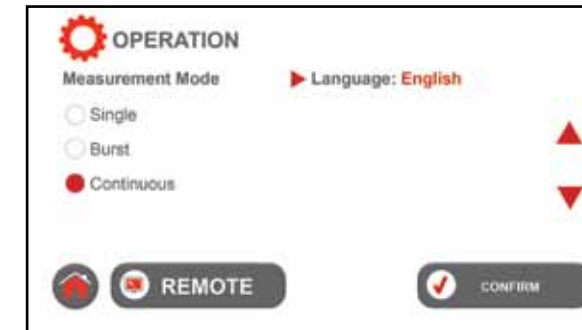 OPERATION
Measurement Mode
Language: English
Single
Burst
Continuous
REMOTE
CONFIRM